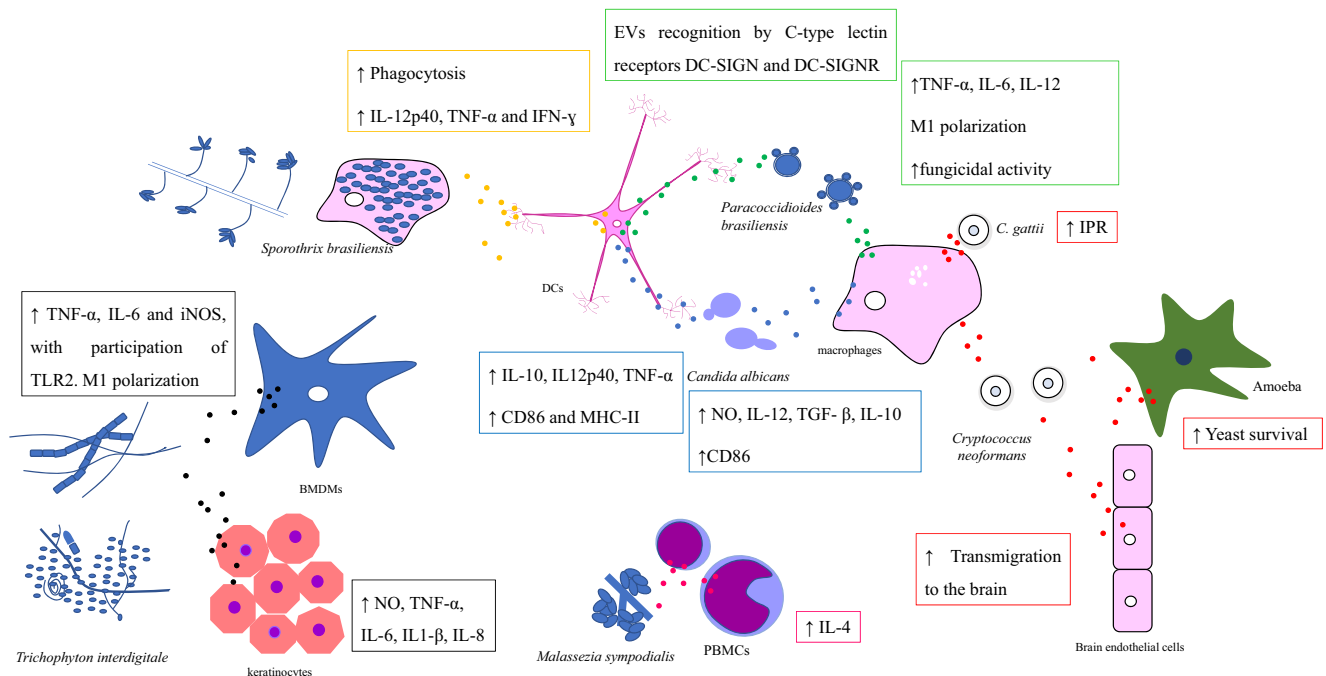 EVs recognition by C-type lectin
receptors DC-SIGN and DC-SIGNR
↑ Phagocytosis
↑ IL-12p40, TNF-α and IFN-ɣ
↑TNF-α, IL-6, IL-12
M1 polarization
↑fungicidal activity
Sporothrix brasiliensis
Paracoccidioides
brasiliensis
C. gattii
↑ IPR
DCs
↑ TNF-α, IL-6 and iNOS,
with participation of
TLR2. M1 polarization
macrophages
↑ IL-10, IL12p40, TNF-α
↑ CD86 and MHC-II
Candida albicans
↑ NO, IL-12, TGF- β, IL-10
↑CD86
Amoeba
↑ Yeast survival
Cryptococcus
neoformans
BMDMs
↑ Transmigration
to the brain
↑ NO, TNF-α,
IL-6, IL1-β, IL-8
↑ IL-4
Trichophyton interdigitale
keratinocytes
Malassezia sympodialis
PBMCs
Brain endothelial cells